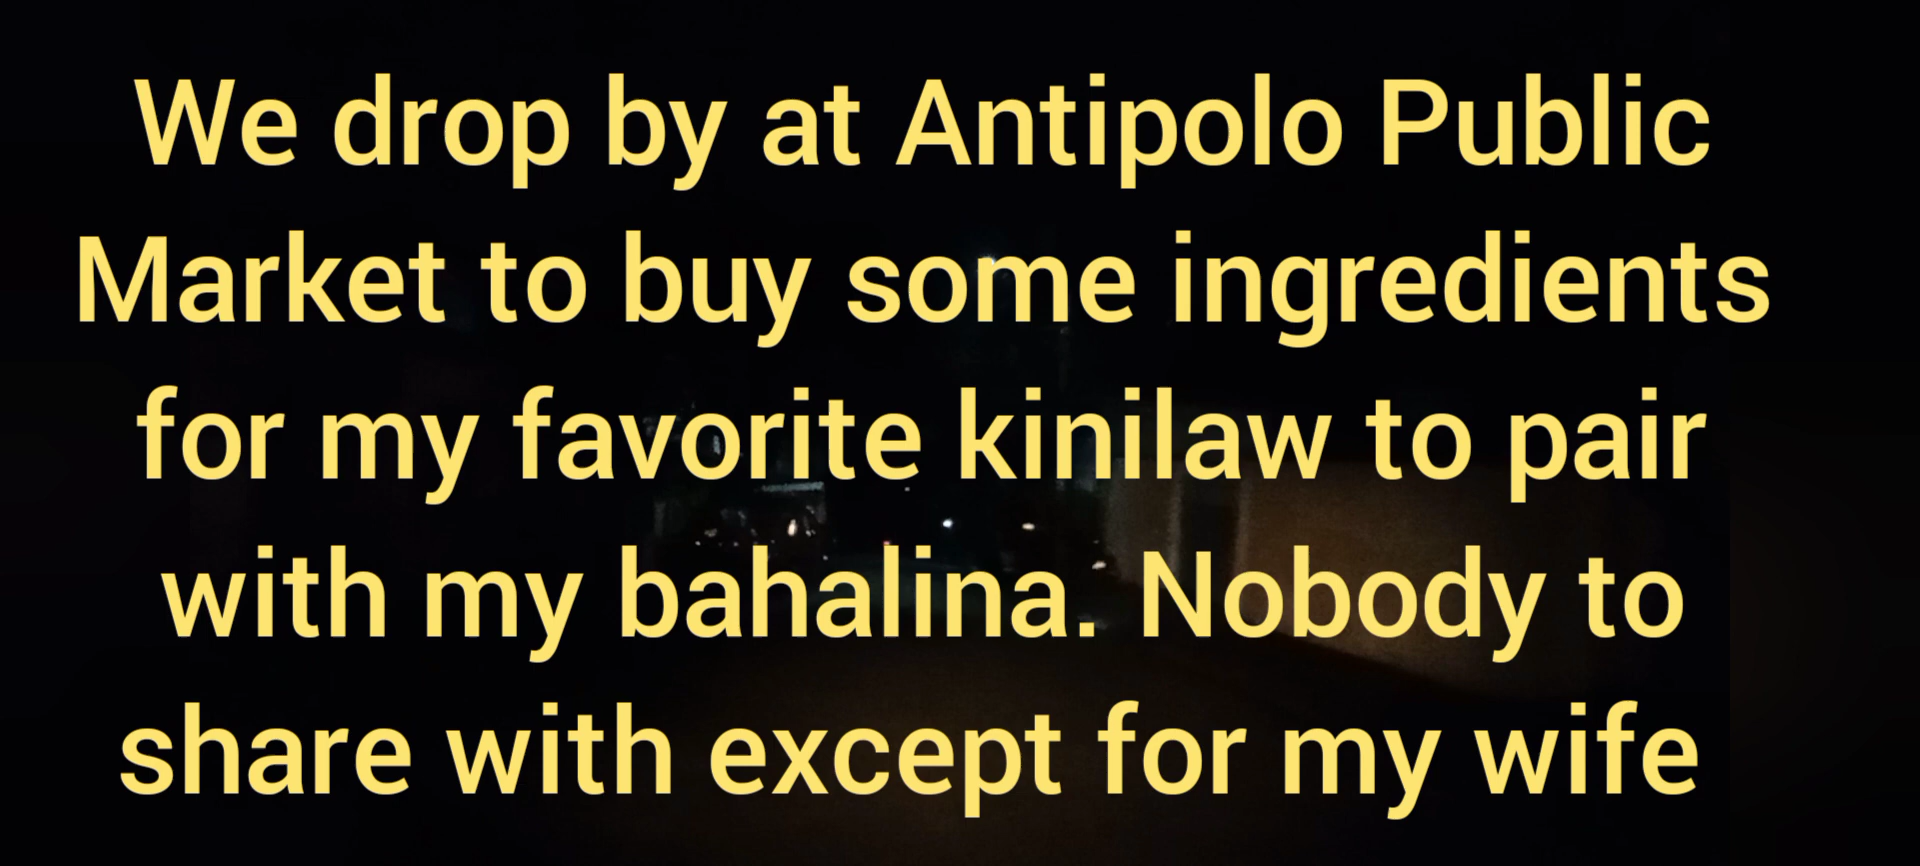 We drop by at Antipolo Public
Market to buy some ingredients
for my favorite kinilaw to pair
with my bahalina. Nobody to
share with except for my wife